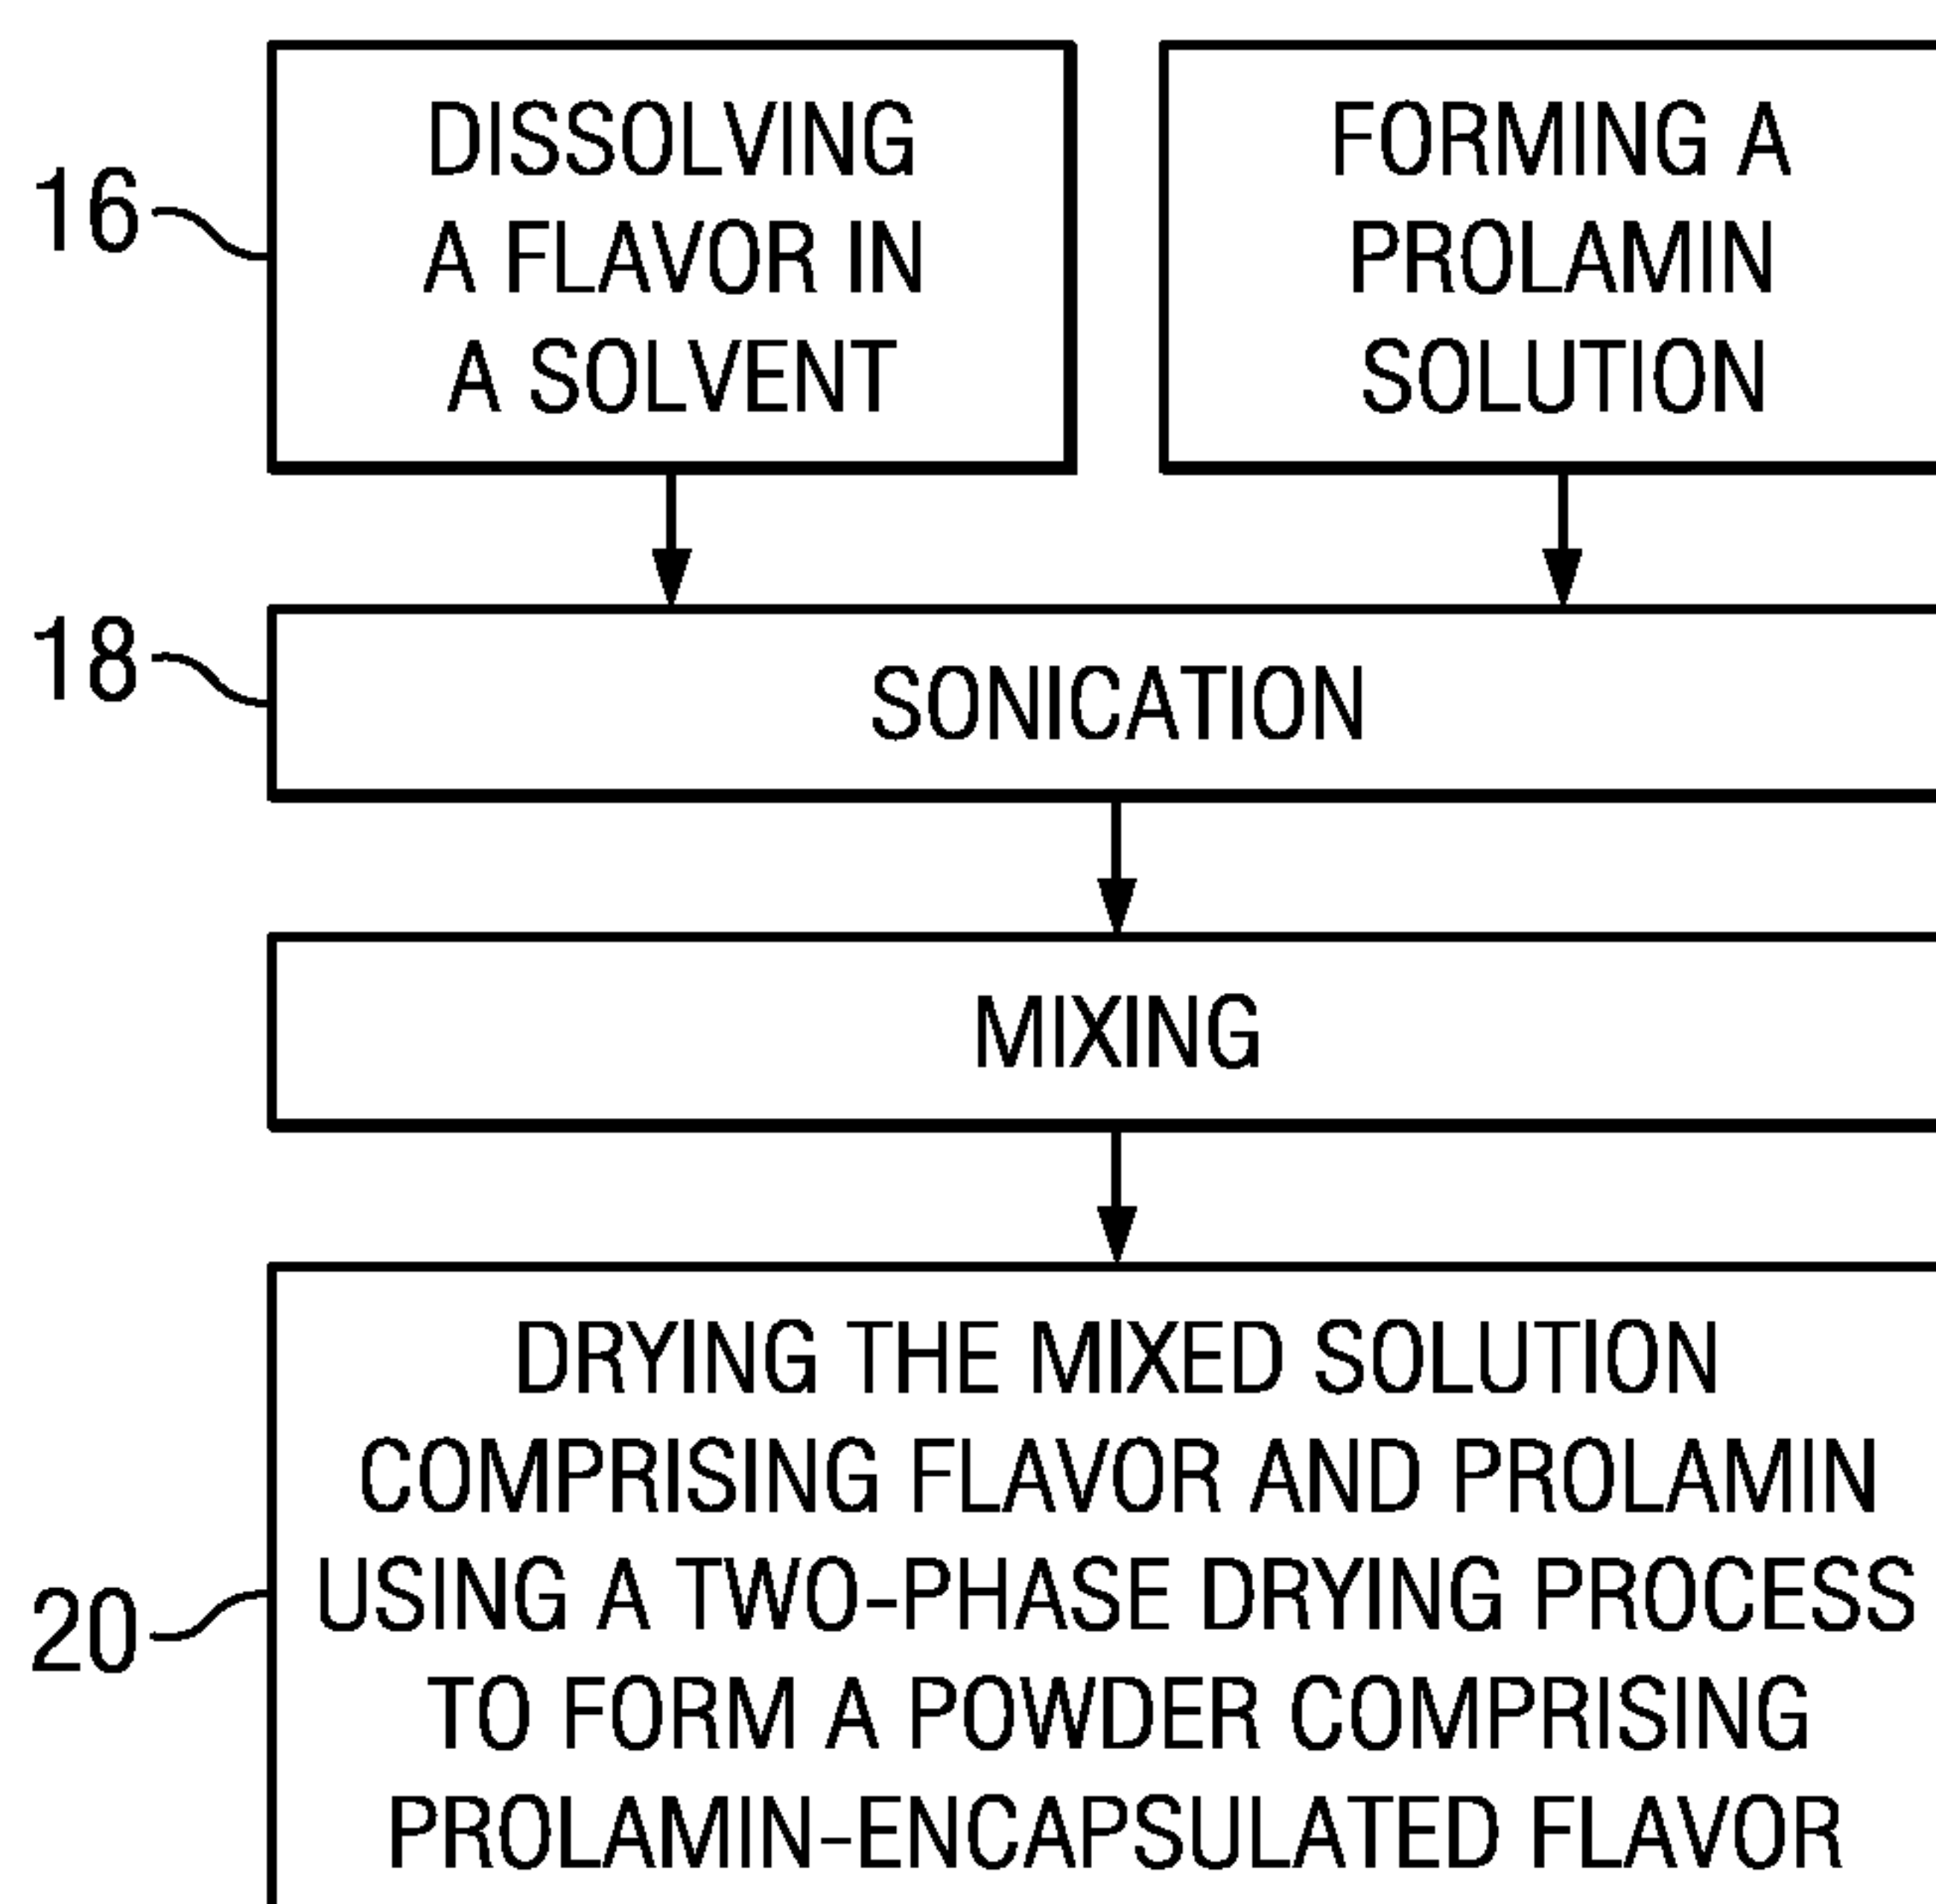 16
DISSOLVING
A FLAVOR IN
A SOLVENT
FORMING A
PROLAMIN
SOLUTION
18
SONICATION
MIXING
20
DRYING THE MIXED SOLUTION
COMPRISING FLAVOR AND PROLAMIN
USING A TWO-PHASE DRYING PROCESS
TO FORM A POWDER COMPRISING
PROLAMIN-ENCAPSULATED FLAVOR